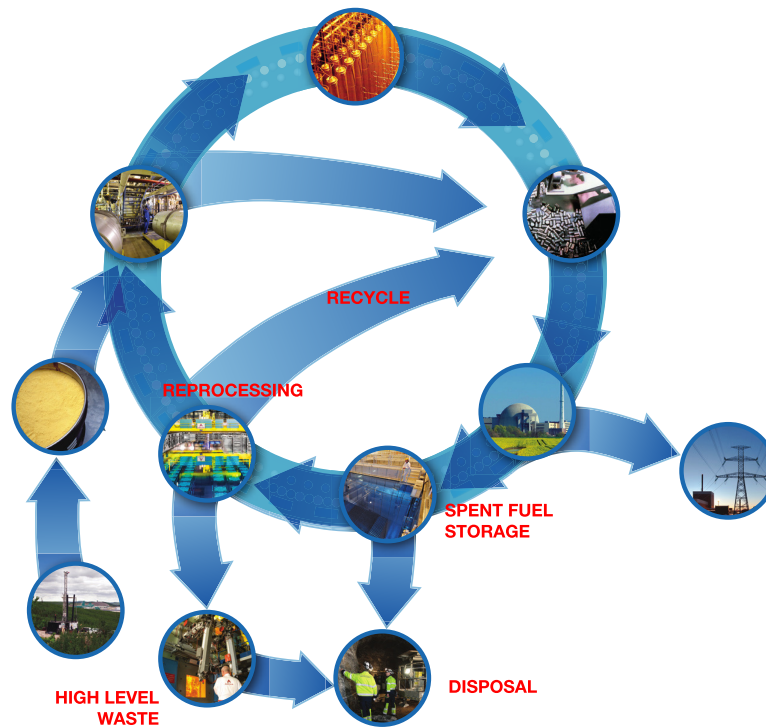 RECYCLE
REPROCESSING
SPENT FUEL
STORAGE
HIGH LEVEL
WASTE
DISPOSAL